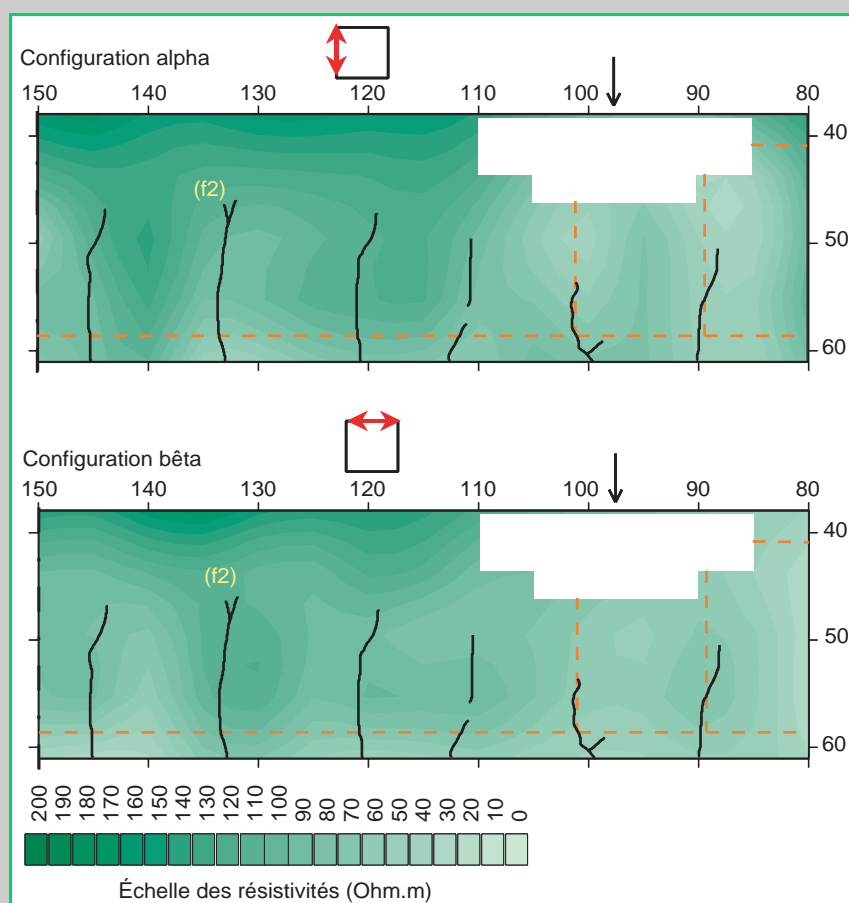 Configuration alpha
150 140 130 120 110 100 90 80
40
(f2)
50
60
Configuration bêta
150 140 130 120 110 100 90 80
40
(f2)
50
60
200 190 180 170 160 150 140 130 120 110 100 90 80 70 60 50 40 30 20 10 0
Échelle des résistivités (Ohm.m)